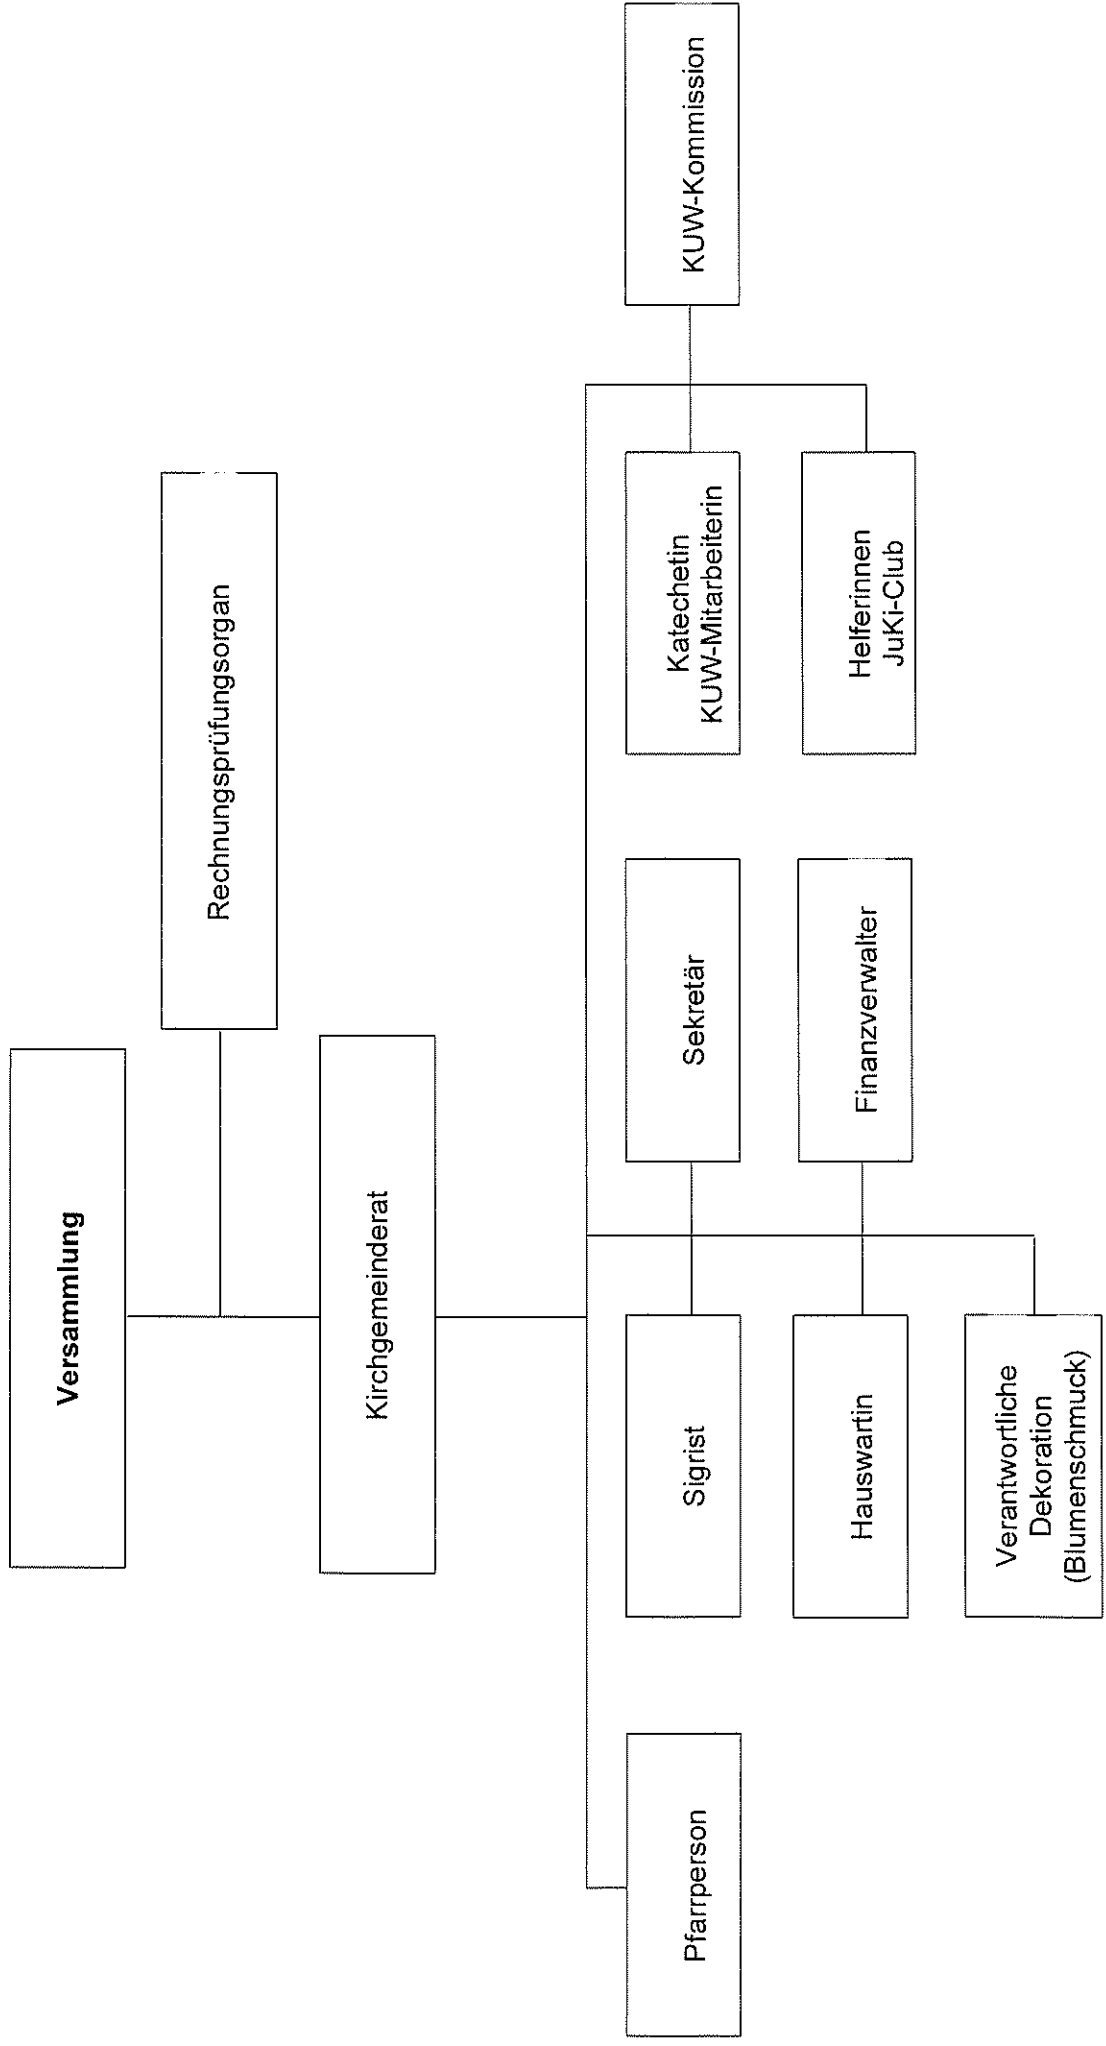 Versammlung
Rechnungsprüfungsorgan
Kirchgemeinderat
Pfarrperson
Sigrist
Sekretär
Katechetin
KUW-Mitarbeiterin
KUW-Kommission
Hauswartin
Finanzverwalter
Helferinnen
JuKi-Club
Verantwortliche
Dekoration
(Blumenschmuck)